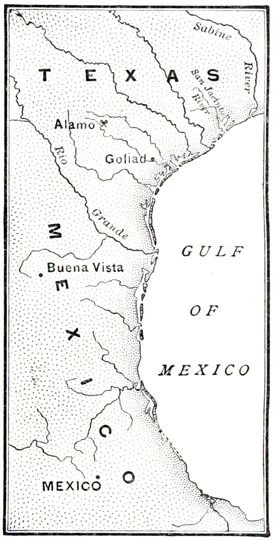 Sabine
River
TEXAS
San Jacinto
River
Alamo
Goliad
Rio
Grande
MEXICO
Buena Vista
GULF
OF
MEXICO
MEXICO